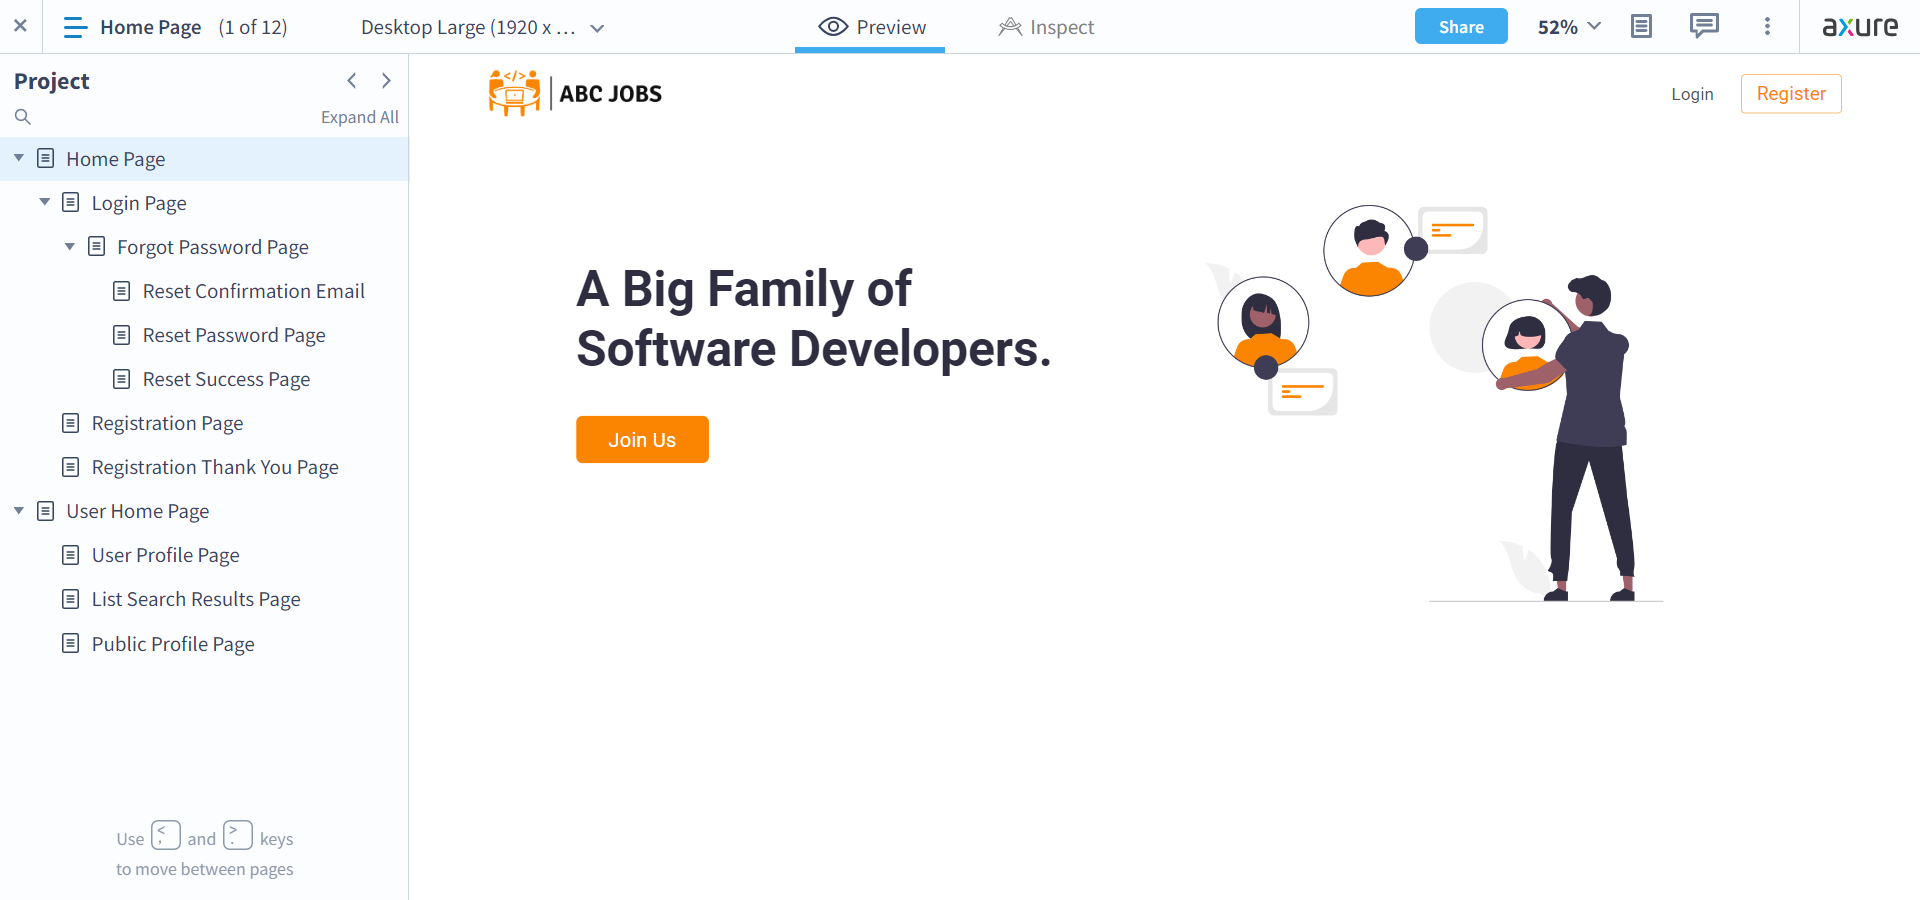 Home Page (1 of 12) Desktop Large (1920 x ... Preview Inspect Share 52% axure
Project
Expand All
Home Page
Login Page
Forgot Password Page
Reset Confirmation Email
Reset Password Page
Reset Success Page
Registration Page
Registration Thank You Page
User Home Page
User Profile Page
List Search Results Page
Public Profile Page
Use < , and > . keys
to move between pages
</> ABC JOBS
Login Register
A Big Family of
Software Developers.
Join Us